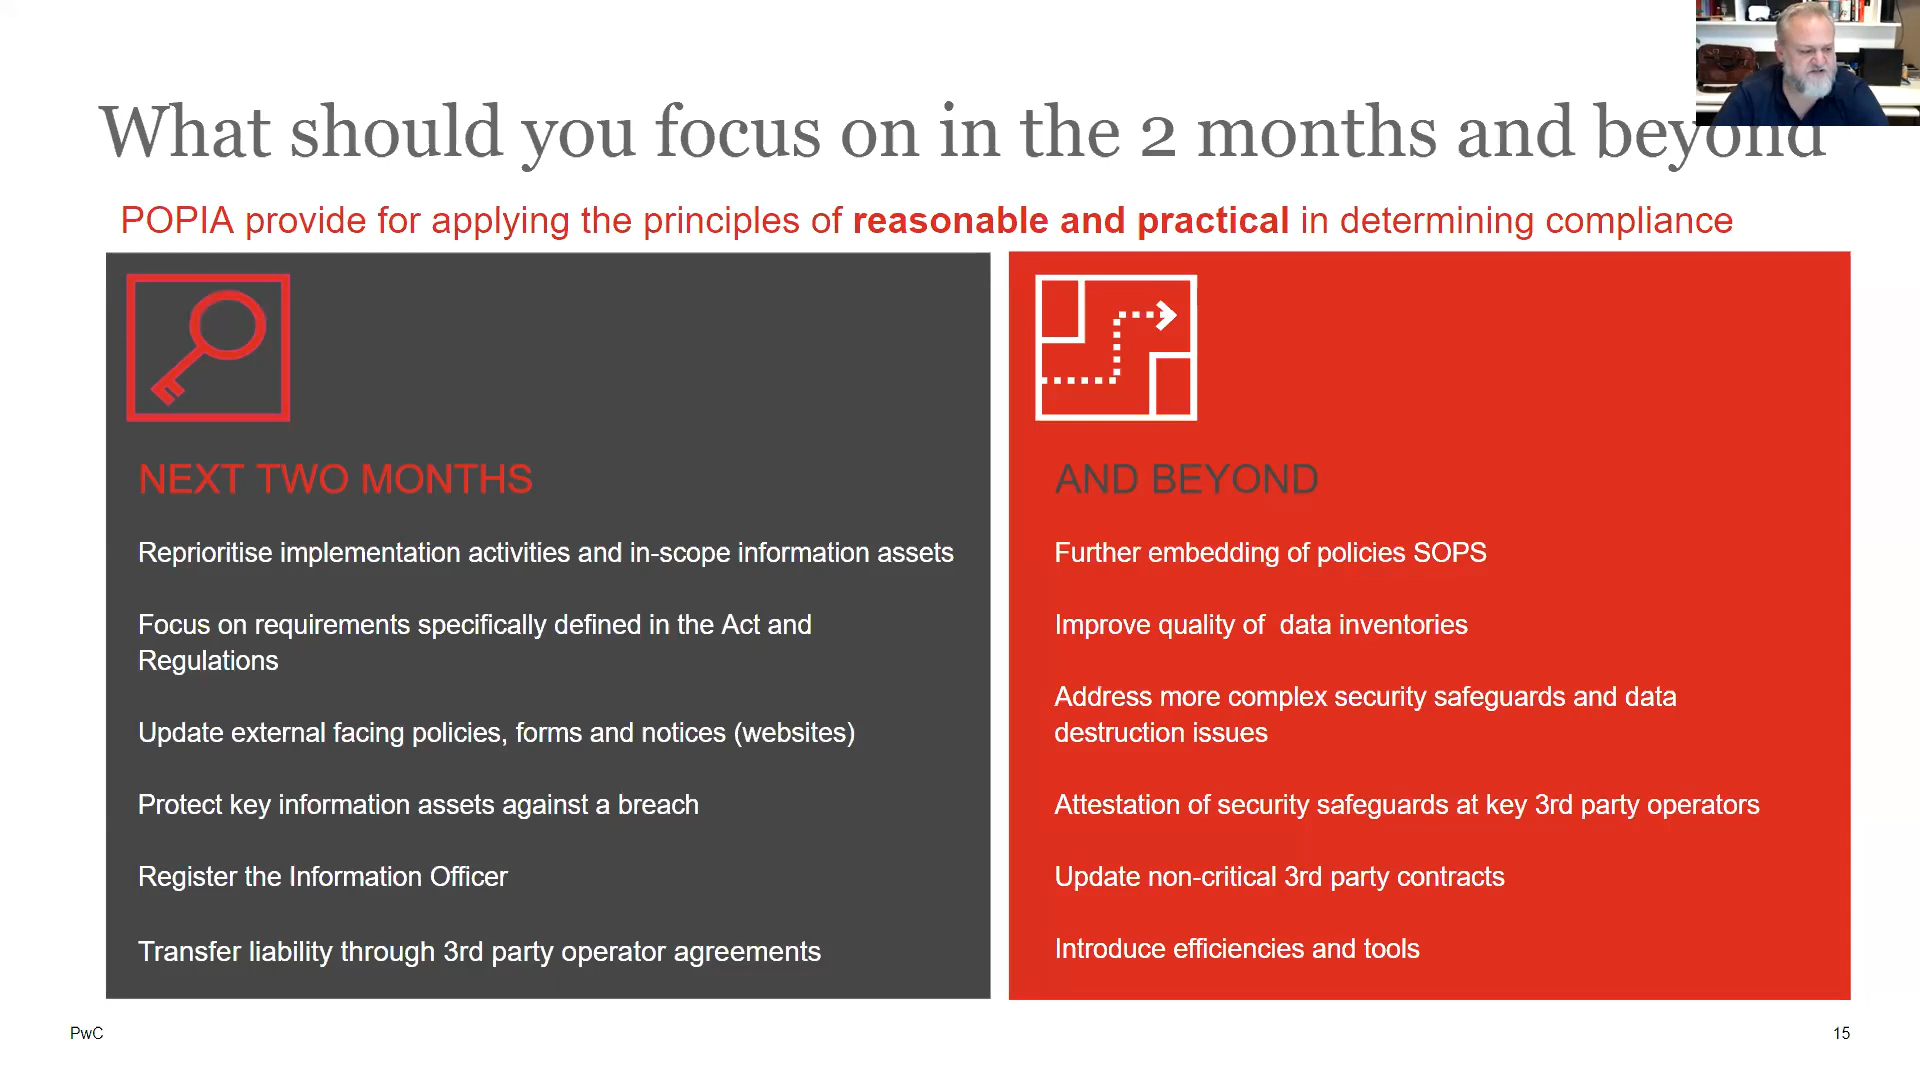 What should you focus on in the 2 months and beyond
POPIA provide for applying the principles of reasonable and practical in determining compliance
NEXT TWO MONTHS
Reprioritise implementation activities and in-scope information assets
Focus on requirements specifically defined in the Act and
Regulations
Update external facing policies, forms and notices (websites)
Protect key information assets against a breach
Register the Information Officer
Transfer liability through 3rd party operator agreements
AND BEYOND
Further embedding of policies SOPS
Improve quality of  data inventories
Address more complex security safeguards and data
destruction issues
Attestation of security safeguards at key 3rd party operators
Update non-critical 3rd party contracts
Introduce efficiencies and tools
PwC
15